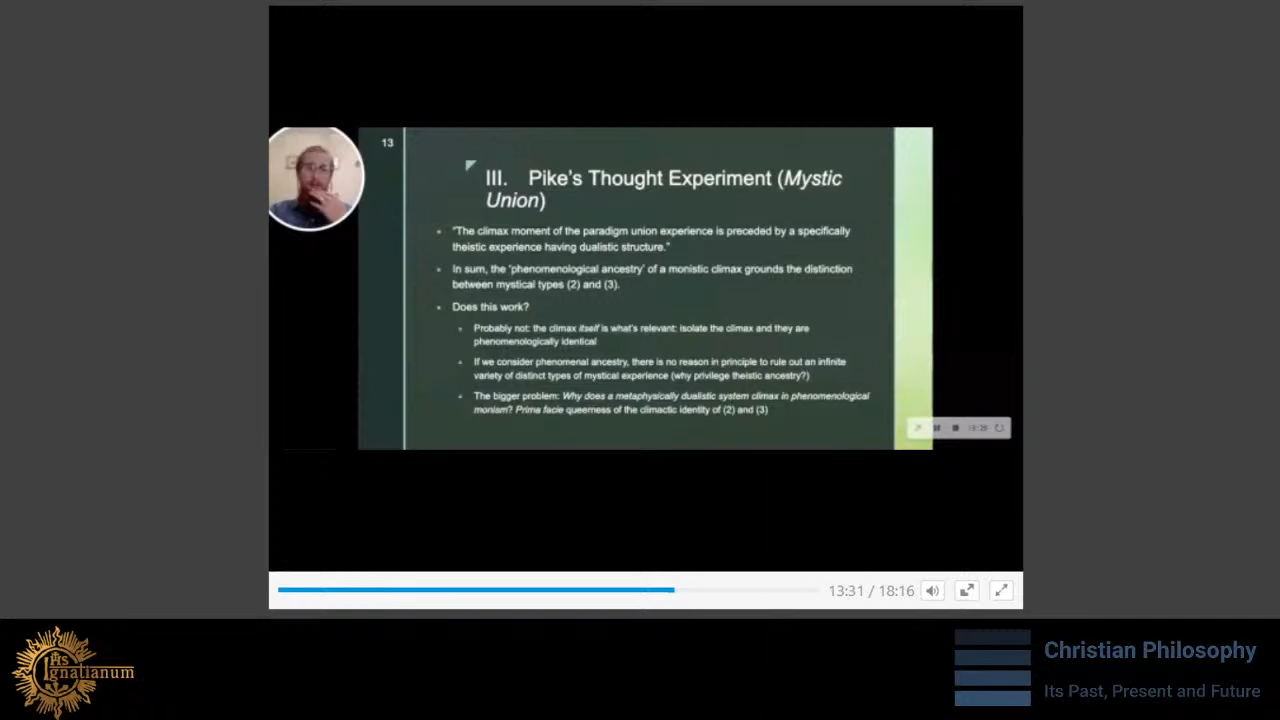 13
III. Pike's Thought Experiment (Mystic
Union)
"The climax moment of the paradigm union experience is preceded by a specifically
theistic experience having dualistic structure."
In sum, the 'phenomenological ancestry' of a monistic climax grounds the distinction
between mystical types (2) and (3).
Does this work?
Probably not: the climax itself is what's relevant: isolate the climax and they are
phenomenologically identical
If we consider phenomenal ancestry, there is no reason in principle to rule out an infinite
variety of distinct types of mystical experience (why privilege theistic ancestry?)
The bigger problem: Why does a metaphysically dualistic system climax in phenomenological
monism? Prima facie queerness of the climactic identity of (2) and (3)
13:31 / 18:16
Ignatianum
Christian Philosophy
Its Past, Present and Future